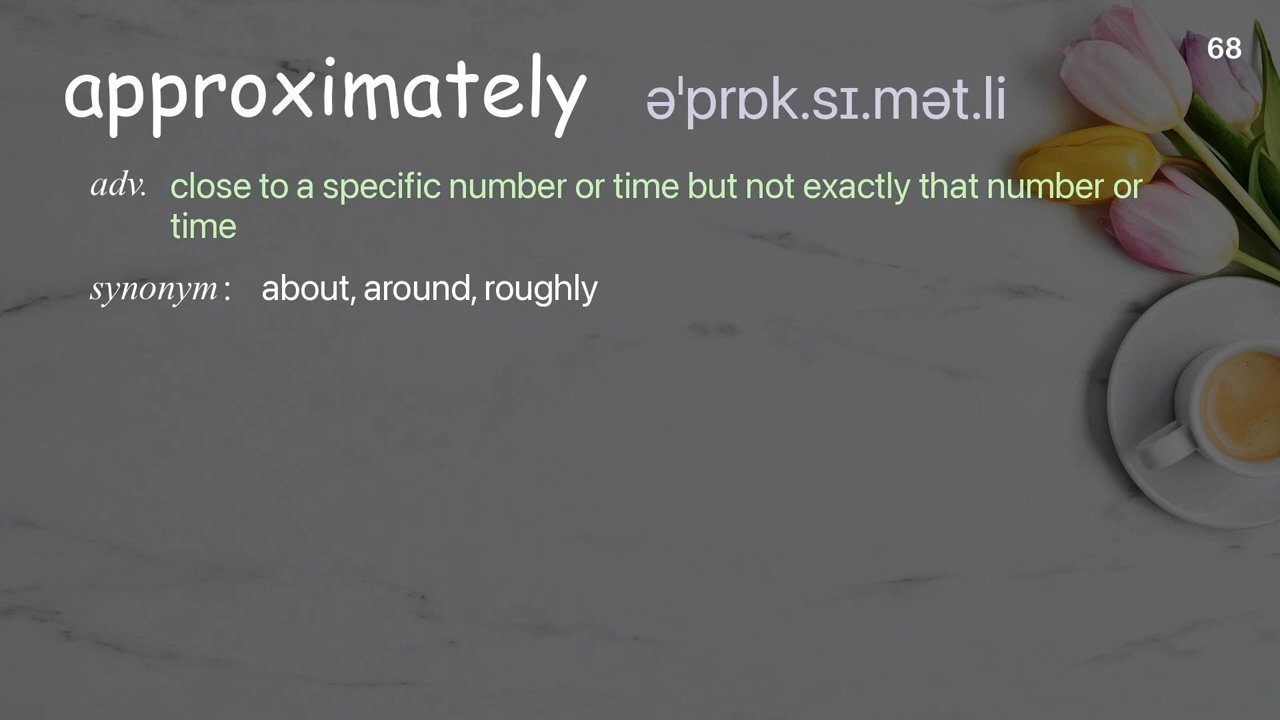 68
approximately əˈprɒk.sɪ.mət.li
adv. close to a specific number or time but not exactly that number or
time
synonym: about, around, roughly